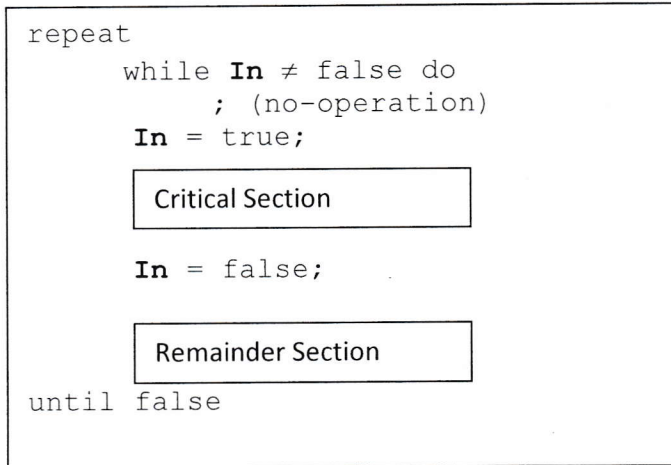 repeat
while In ≠ false do
; (no-operation)
In = true;
Critical Section
In = false;
Remainder Section
until false